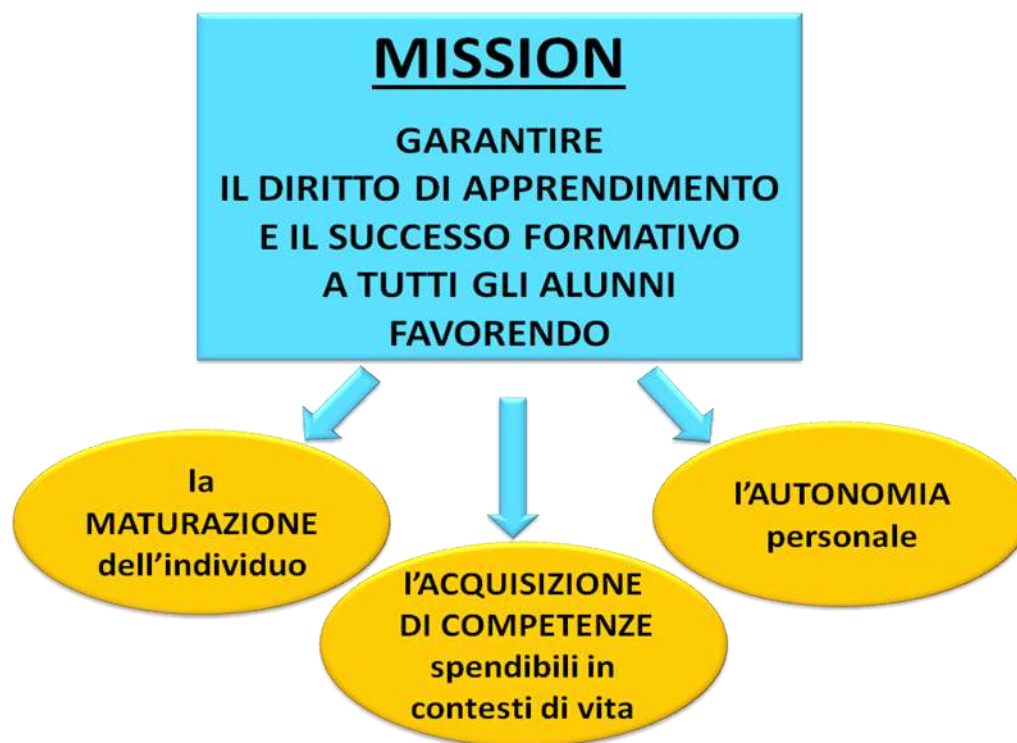 MISSION
GARANTIRE
IL DIRITTO DI APPRENDIMENTO
E IL SUCCESSO FORMATIVO
A TUTTI GLI ALUNNI
FAVORENDO
la
MATURAZIONE
dell’individuo
l’ACQUISIZIONE
DI COMPETENZE
spendibili in
contesti di vita
l’AUTONOMIA
personale